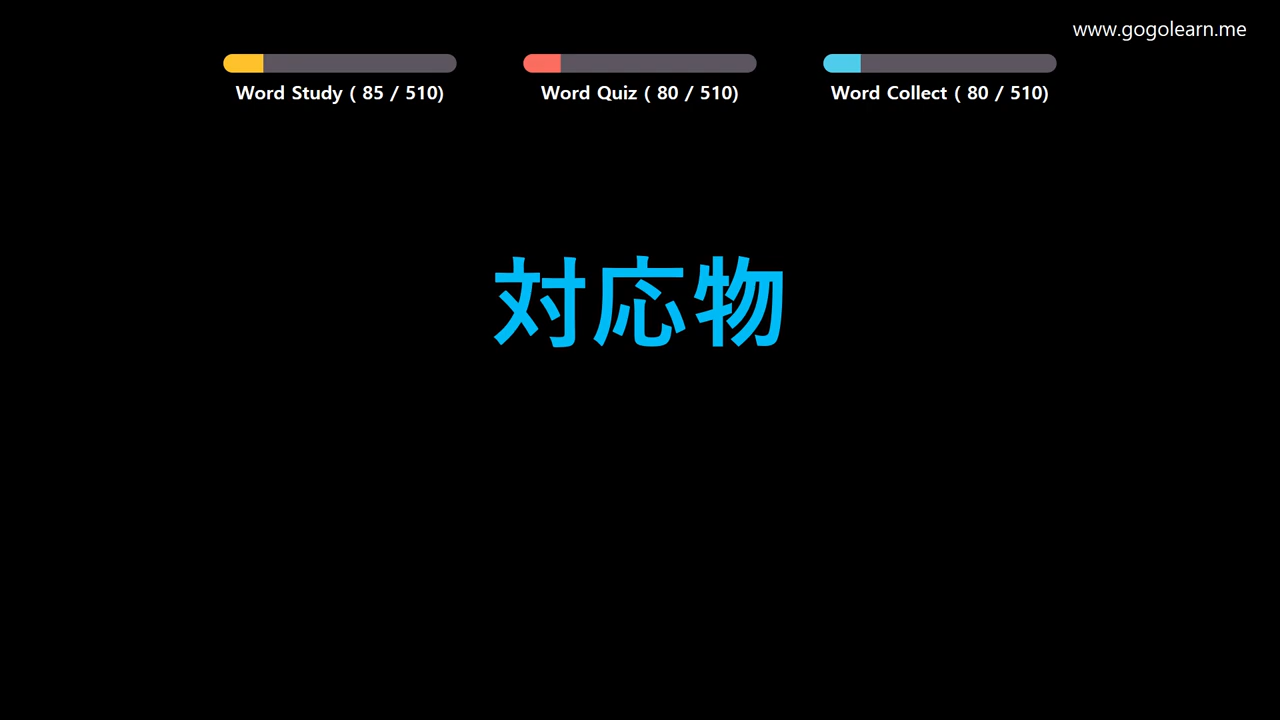 www.gogolearn.me
Word Study ( 85 / 510)
Word Quiz ( 80 / 510)
Word Collect ( 80 / 510)
対応物